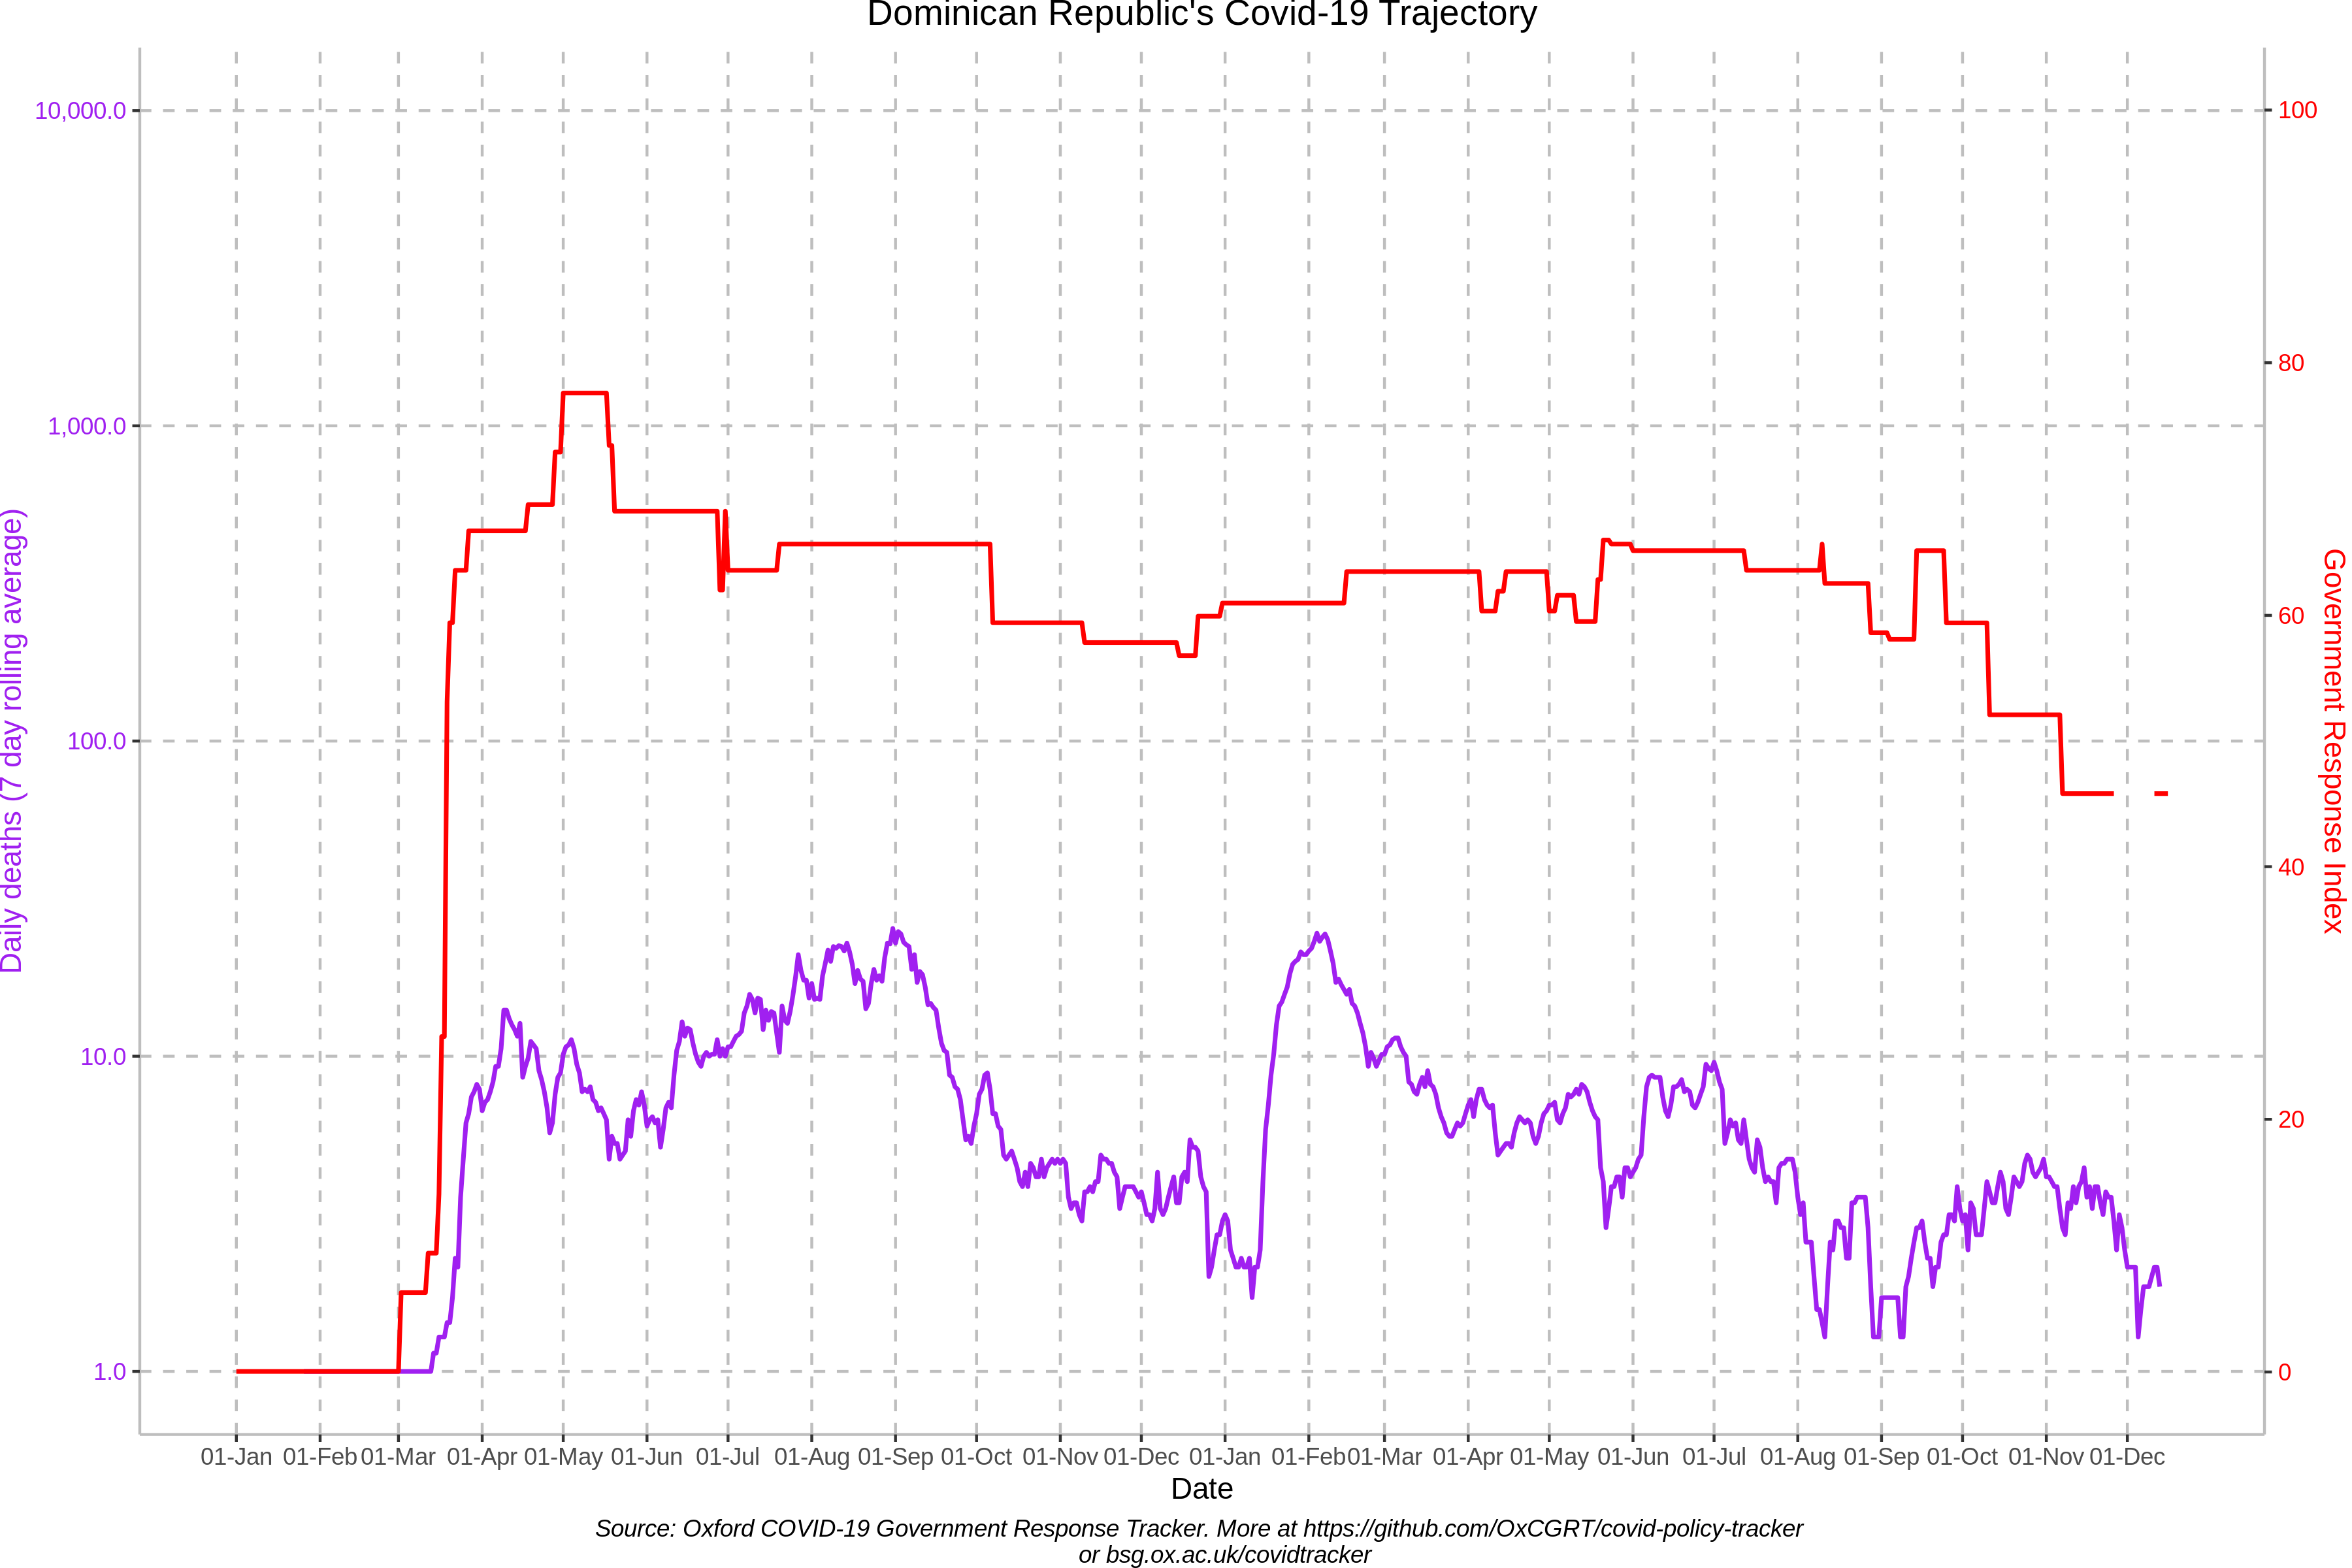 Dominican Republic's Covid-19 Trajectory
10,000.0
1,000.0
100.0
10.0
1.0
Daily deaths (7 day rolling average)
100
80
60
40
20
0
Government Response Index
01-Jan 01-Feb 01-Mar 01-Apr 01-May 01-Jun 01-Jul 01-Aug 01-Sep 01-Oct 01-Nov 01-Dec 01-Jan 01-Feb 01-Mar 01-Apr 01-May 01-Jun 01-Jul 01-Aug 01-Sep 01-Oct 01-Nov 01-Dec
Date
Source: Oxford COVID-19 Government Response Tracker. More at https://github.com/OxCGRT/covid-policy-tracker
or bsg.ox.ac.uk/covidtracker